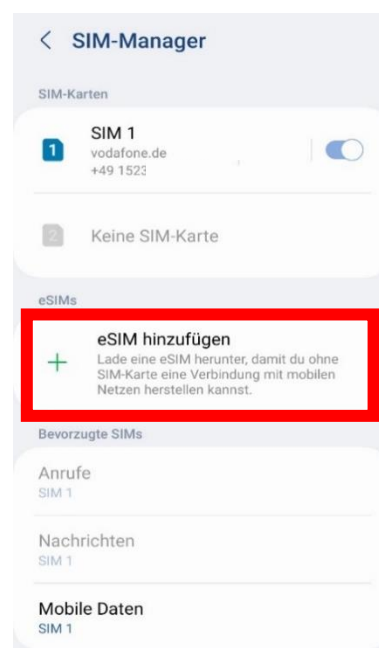 SIM-Manager
SIM-Karten
1
SIM 1
vodafone.de
+49 1523
2
Keine SIM-Karte
eSIMs
eSIM hinzufügen
Lade eine eSIM herunter, damit du ohne
SIM-Karte eine Verbindung mit mobilen
Netzen herstellen kannst.
Bevorzugte SIMs
Anrufe
SIM 1
Nachrichten
SIM 1
Mobile Daten
SIM 1